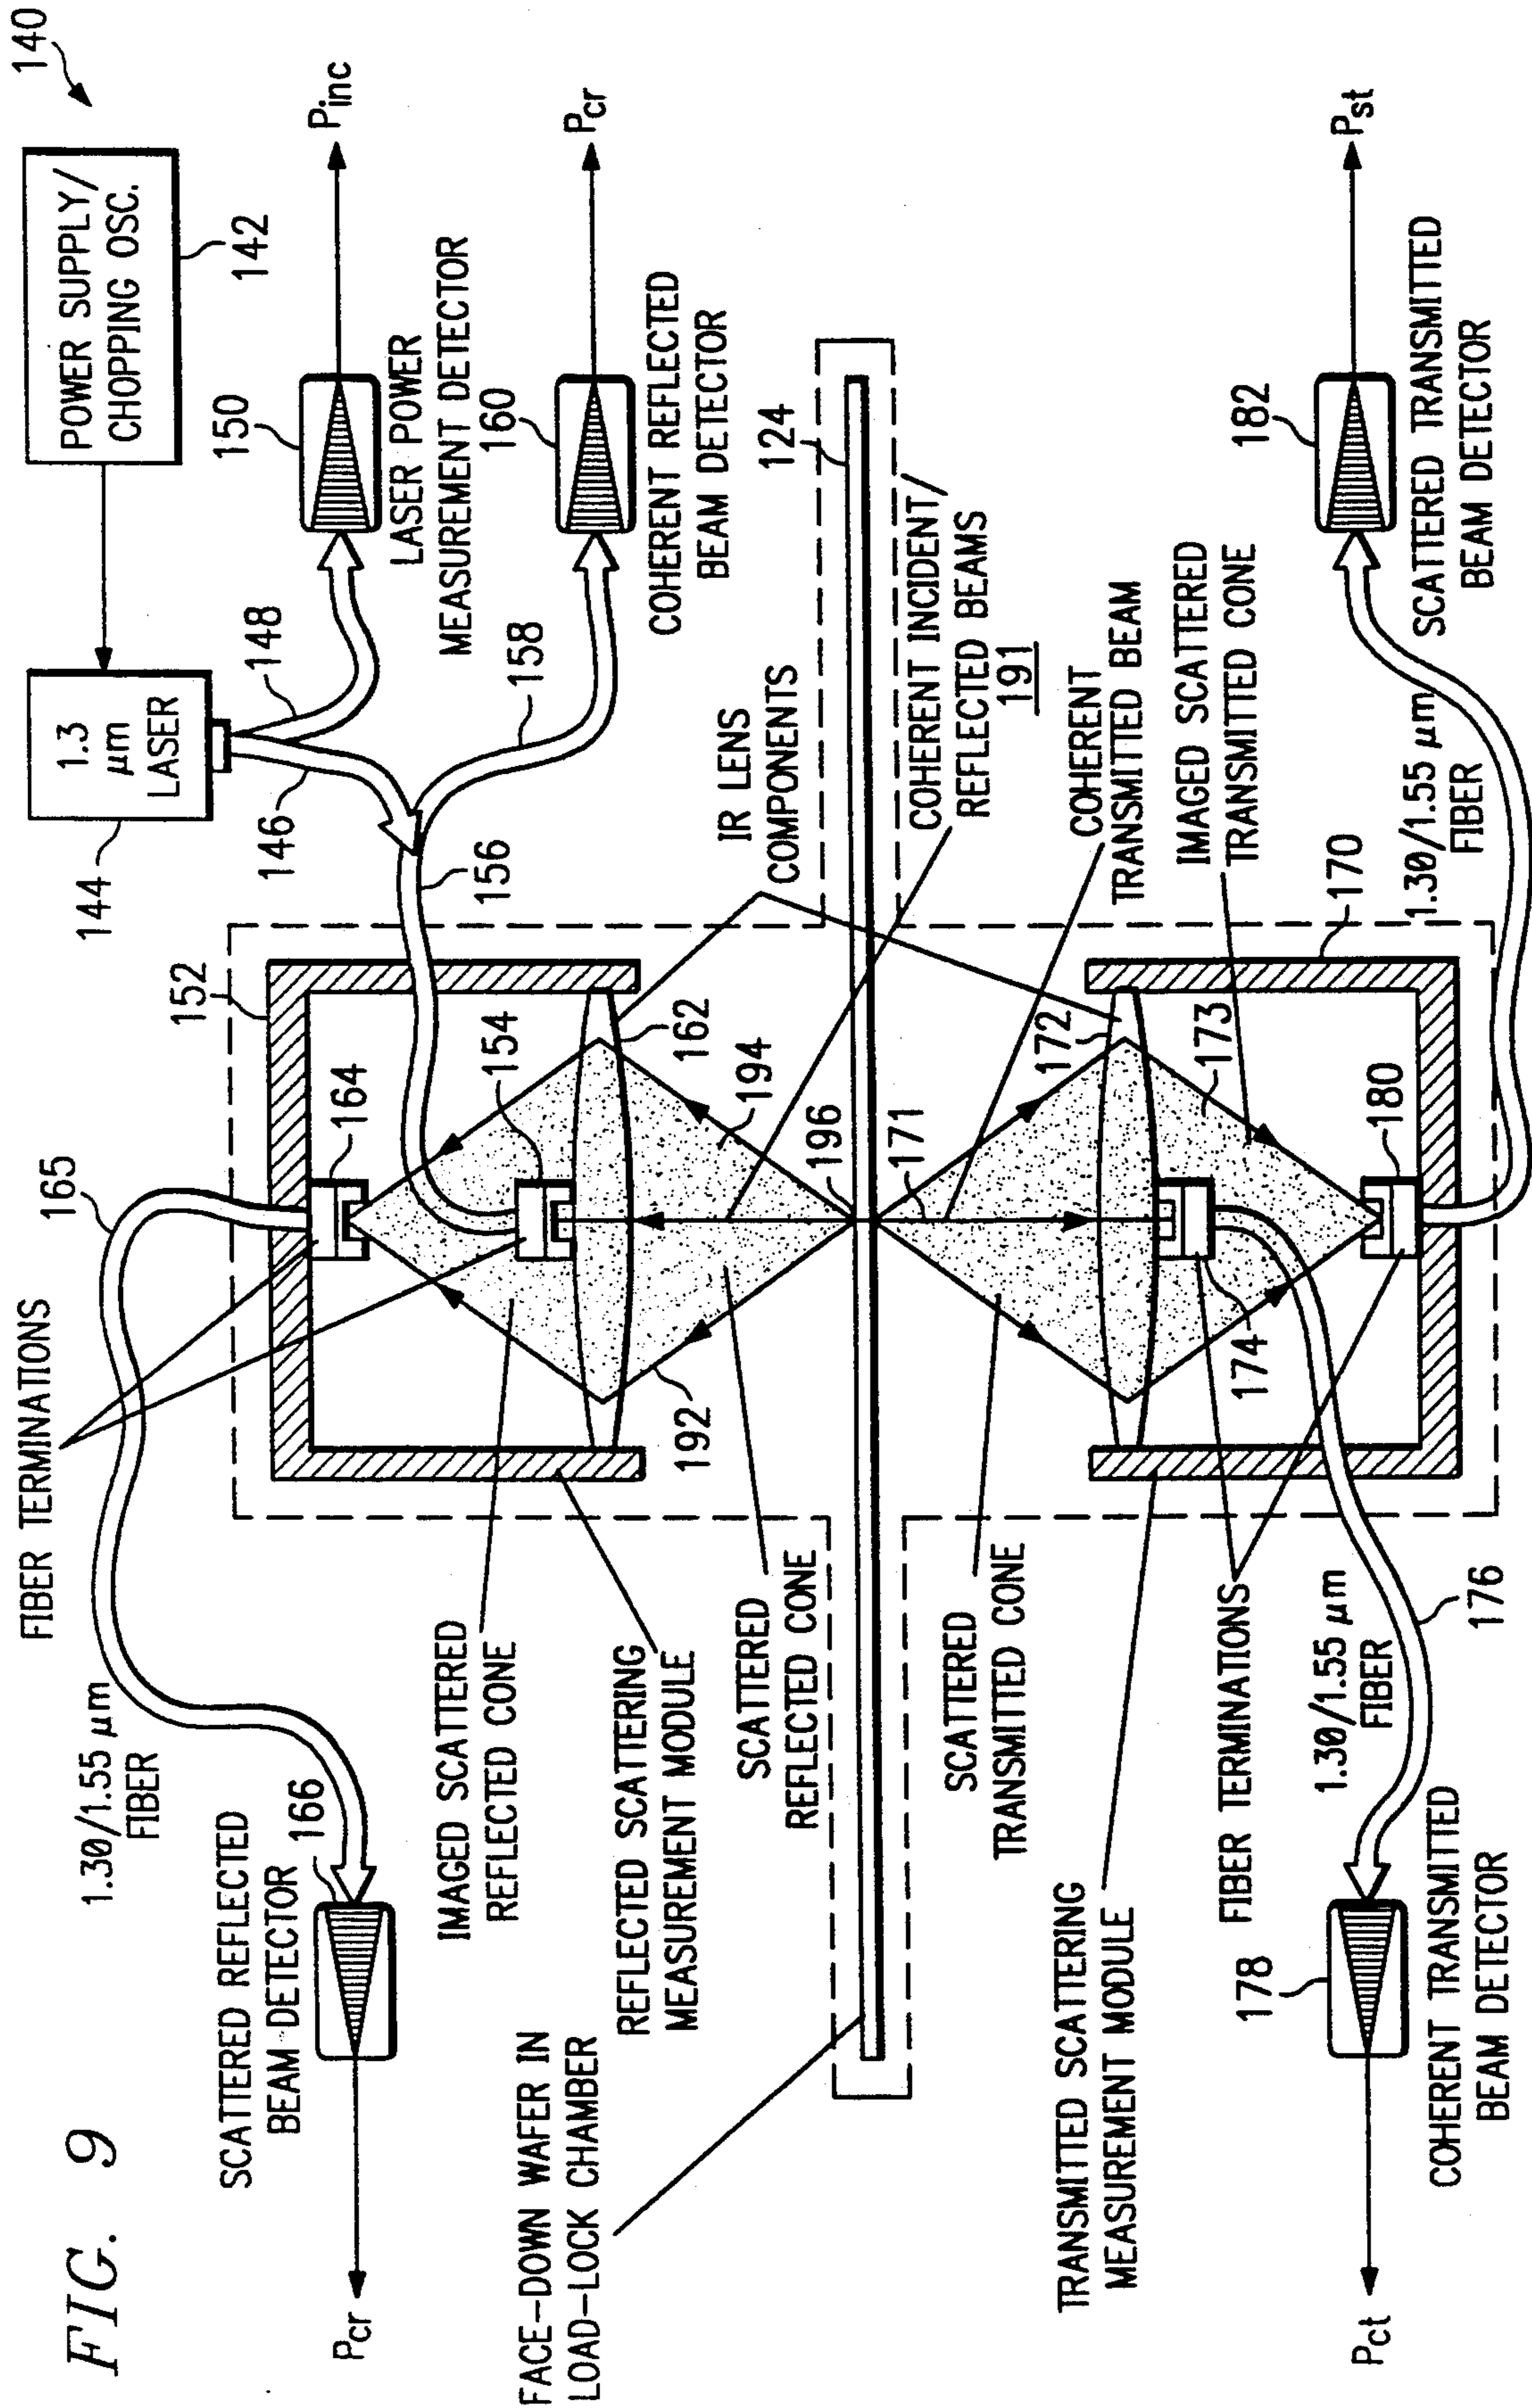 FIG. 9
140
POWER SUPPLY/
CHOPPING OSC.
142
1.3
µm
LASER
144
146
148
150
LASER POWER
MEASUREMENT DETECTOR
Pinc
156
158
160
COHERENT REFLECTED
BEAM DETECTOR
Pcr
FIBER TERMINATIONS
165
152
164
154
1.30/1.55 µm
FIBER
SCATTERED REFLECTED
BEAM DETECTOR
166
Pcr
IMAGED SCATTERED
REFLECTED CONE
REFLECTED SCATTERING
MEASUREMENT MODULE
192
162
194
SCATTERED
REFLECTED CONE
196
IR LENS
COMPONENTS
124
COHERENT INCIDENT/
REFLECTED BEAMS
191
FACE-DOWN WAFER IN
LOAD-LOCK CHAMBER
171
COHERENT
TRANSMITTED BEAM
SCATTERED
TRANSMITTED CONE
172
173
IMAGED SCATTERED
TRANSMITTED CONE
TRANSMITTED SCATTERING
MEASUREMENT MODULE
174
180
170
FIBER TERMINATIONS
1.30/1.55 µm
FIBER
176
178
COHERENT TRANSMITTED
BEAM DETECTOR
Pct
1.30/1.55 µm
FIBER
182
SCATTERED TRANSMITTED
BEAM DETECTOR
Pst